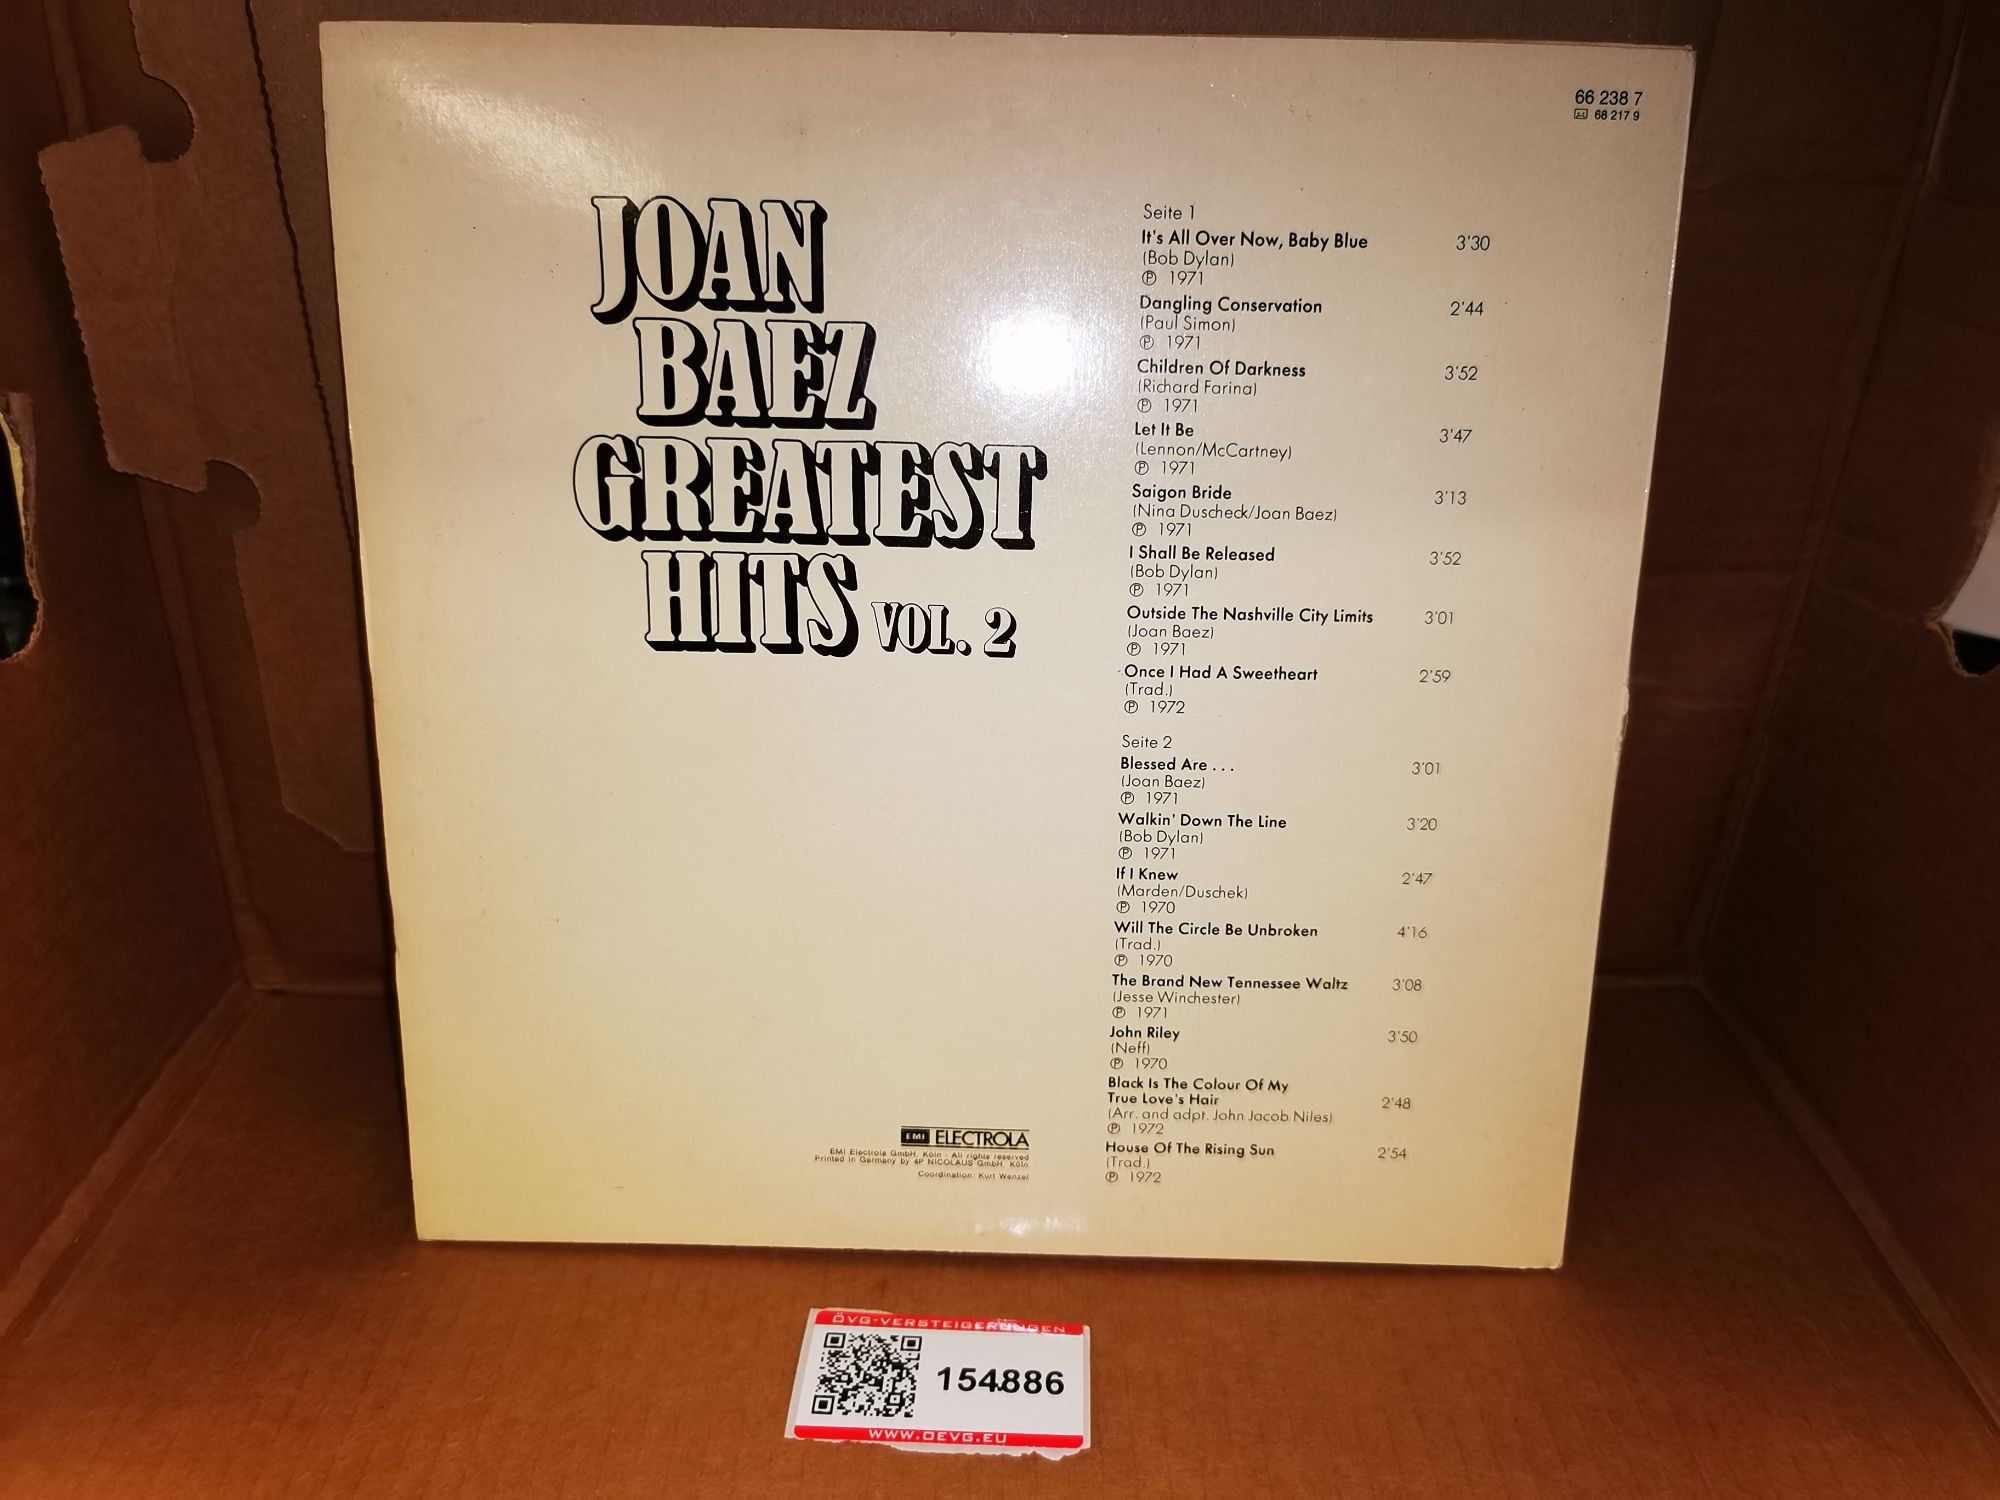 66 238 7
68 217 9
JOAN
BAEZ
GREATEST
HITS VOL. 2
Seite 1
It's All Over Now, Baby Blue 3'30
(Bob Dylan)
℗ 1971
Dangling Conservation 2'44
(Paul Simon)
℗ 1971
Children Of Darkness 3'52
(Richard Farina)
℗ 1971
Let It Be 3'47
(Lennon/McCartney)
℗ 1971
Saigon Bride 3'13
(Nina Duscheck/Joan Baez)
℗ 1971
I Shall Be Released 3'52
(Bob Dylan)
℗ 1971
Outside The Nashville City Limits 3'01
(Joan Baez)
℗ 1971
Once I Had A Sweetheart 2'59
(Trad.)
℗ 1972
Seite 2
Blessed Are . . . 3'01
(Joan Baez)
℗ 1971
Walkin' Down The Line 3'20
(Bob Dylan)
℗ 1971
If I Knew 2'47
(Marden/Duschek)
℗ 1970
Will The Circle Be Unbroken 4'16
(Trad.)
℗ 1970
The Brand New Tennessee Waltz 3'08
(Jesse Winchester)
℗ 1971
John Riley 3'50
(Neff)
℗ 1970
Black Is The Colour Of My
True Love's Hair 2'48
(Arr. and adpt. John Jacob Niles)
℗ 1972
House Of The Rising Sun 2'54
(Trad.)
℗ 1972
EMI ELECTROLA
EMI Electrola GmbH, Köln · All rights reserved
Printed in Germany by 4P NICOLAUS GmbH, Köln
Coordination: Kurt Wenzel
ÖVG-VERSTEIGERUNGEN
154886
WWW.OEVG.EU